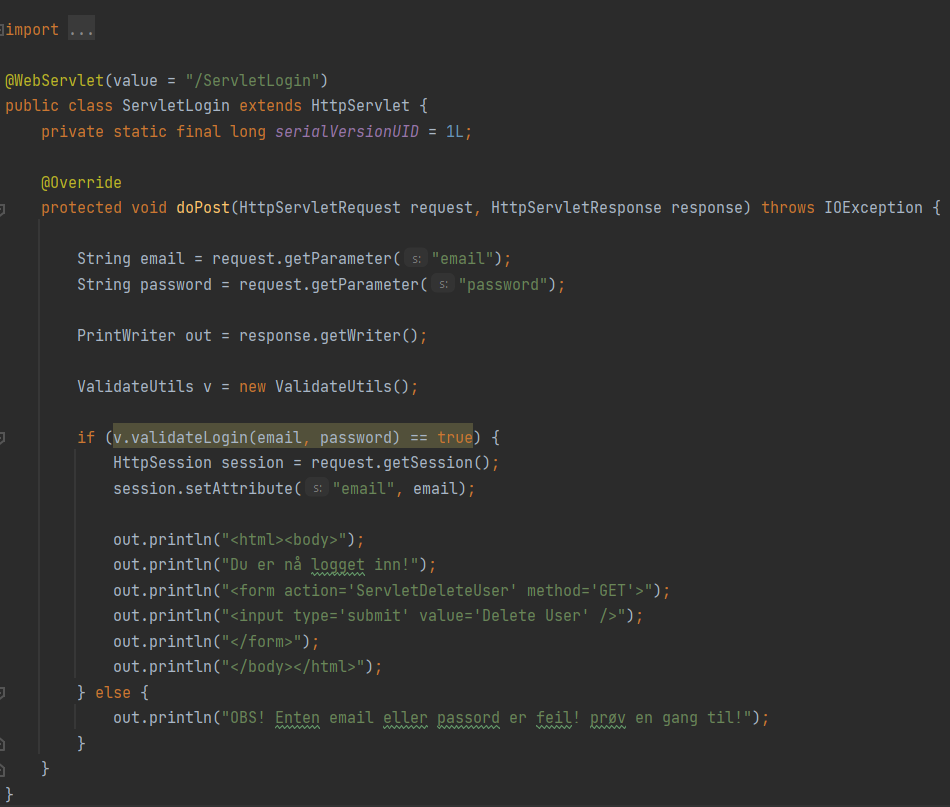 import ...
@WebServlet(value = "/ServletLogin")
public class ServletLogin extends HttpServlet {
    private static final long serialVersionUID = 1L;
    @Override
    protected void doPost(HttpServletRequest request, HttpServletResponse response) throws IOException {
        String email = request.getParameter( s: "email");
        String password = request.getParameter( s: "password");
        PrintWriter out = response.getWriter();
        ValidateUtils v = new ValidateUtils();
        if (v.validateLogin(email, password) == true) {
            HttpSession session = request.getSession();
            session.setAttribute( s: "email", email);
            out.println("<html><body>");
            out.println("Du er nå logget inn!");
            out.println("<form action='ServletDeleteUser' method='GET'>");
            out.println("<input type='submit' value='Delete User' />");
            out.println("</form>");
            out.println("</body></html>");
        } else {
            out.println("OBS! Enten email eller passord er feil! prøv en gang til!");
        }
    }
}